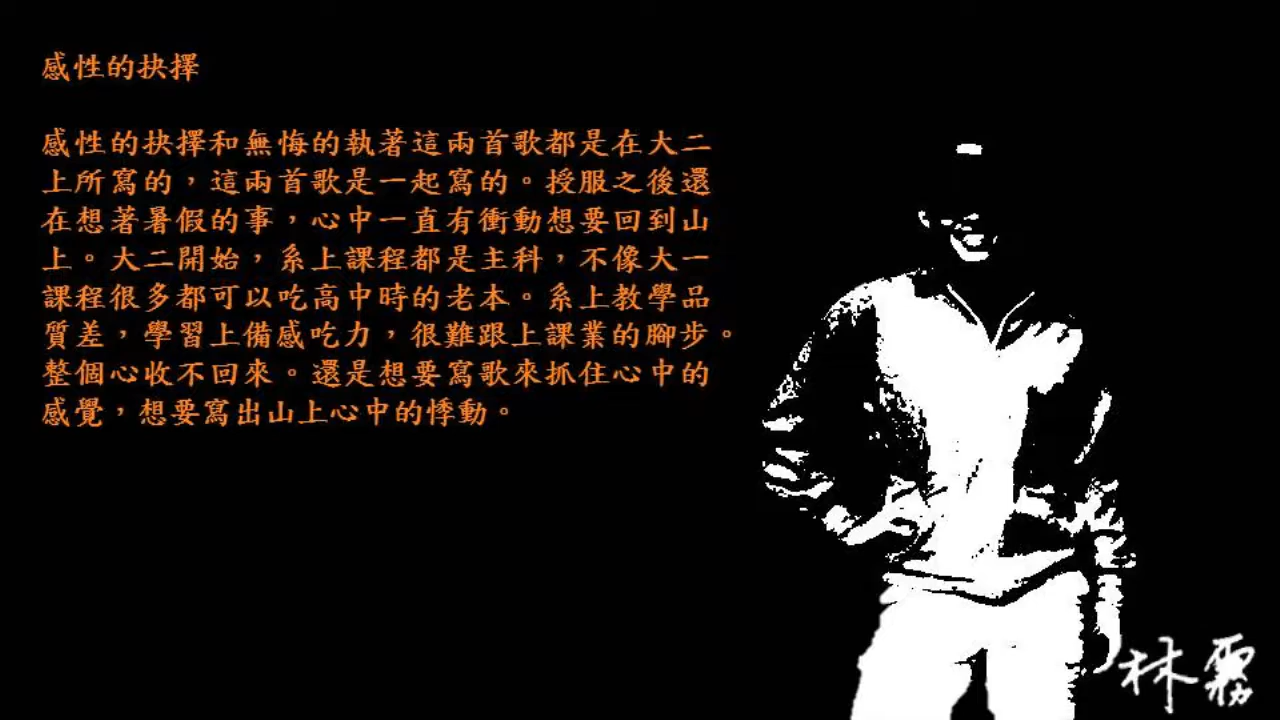 感性的抉擇
感性的抉擇和無悔的執著這兩首歌都是在大二
上所寫的，這兩首歌是一起寫的。授服之後還
在想著暑假的事，心中一直有衝動想要回到山
上。大二開始，系上課程都是主科，不像大一
課程很多都可以吃高中時的老本。系上教學品
質差，學習上備感吃力，很難跟上課業的腳步。
整個心收不回來。還是想要寫歌來抓住心中的
感覺，想要寫出山上心中的悸動。
林霧